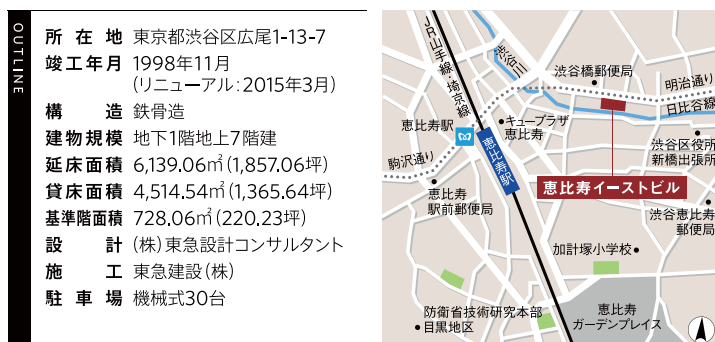 OUTLINE
所在地 東京都渋谷区広尾1-13-7
竣工年月 1998年11月
(リニューアル:2015年3月)
構造 鉄骨造
建物規模 地下1階地上7階建
延床面積 6,139.06㎡(1,857.06坪)
貸床面積 4,514.54㎡(1,365.64坪)
基準階面積 728.06㎡(220.23坪)
設計 (株)東急設計コンサルタント
施工 東急建設(株)
駐車場 機械式30台
JR山手線・埼京線
渋谷川
渋谷橋郵便局
明治通り
日比谷線
恵比寿駅
キュープラザ
恵比寿
駒沢通り
恵比寿駅
渋谷区役所
新橋出張所
恵比寿イーストビル
恵比寿
駅前郵便局
渋谷恵比寿
郵便局
加計塚小学校
防衛省技術研究本部
目黒地区
恵比寿
ガーデンプレイス